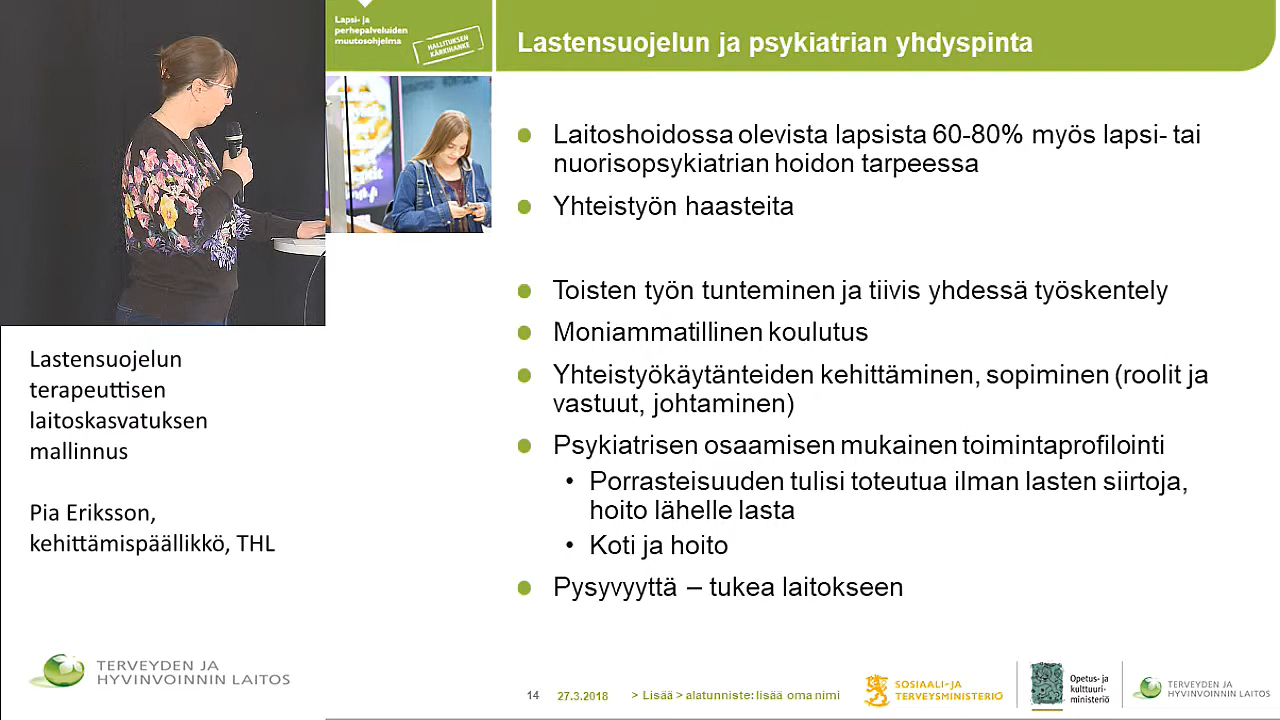 Lapsi- ja
perhepalveluiden
muutosohjelma
HALLITUKSEN
KÄRKIHANKE
Lastensuojelun ja psykiatrian yhdyspinta
Laitoshoidossa olevista lapsista 60-80% myös lapsi- tai
nuorisopsykiatrian hoidon tarpeessa
Yhteistyön haasteita
Toisten työn tunteminen ja tiivis yhdessä työskentely
Moniammatillinen koulutus
Yhteistyökäytänteiden kehittäminen, sopiminen (roolit ja
vastuut, johtaminen)
Psykiatrisen osaamisen mukainen toimintaprofilointi
Porrasteisuuden tulisi toteutua ilman lasten siirtoja,
hoito lähelle lasta
Koti ja hoito
Pysyvyyttä – tukea laitokseen
Lastensuojelun
terapeuttisen
laitoskasvatuksen
mallinnus
Pia Eriksson,
kehittämispäällikkö, THL
TERVEYDEN JA
HYVINVOINNIN LAITOS
14 27.3.2018 > Lisää > alatunniste: lisää oma nimi
SOSIAALI- JA
TERVEYSMINISTERIÖ
Opetus- ja
kulttuuri-
ministeriö
TERVEYDEN JA
HYVINVOINNIN LAITOS